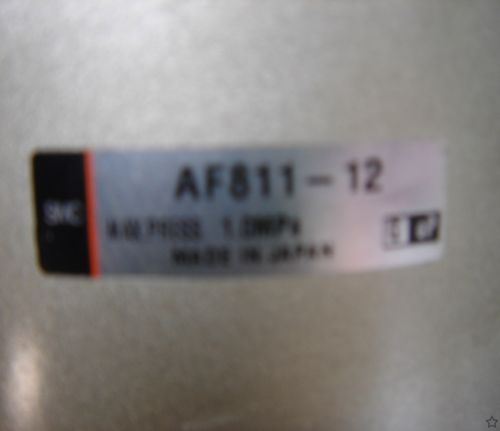 AF811-12
SMC
MAX.PRESS 1.0MPa
MADE IN JAPAN